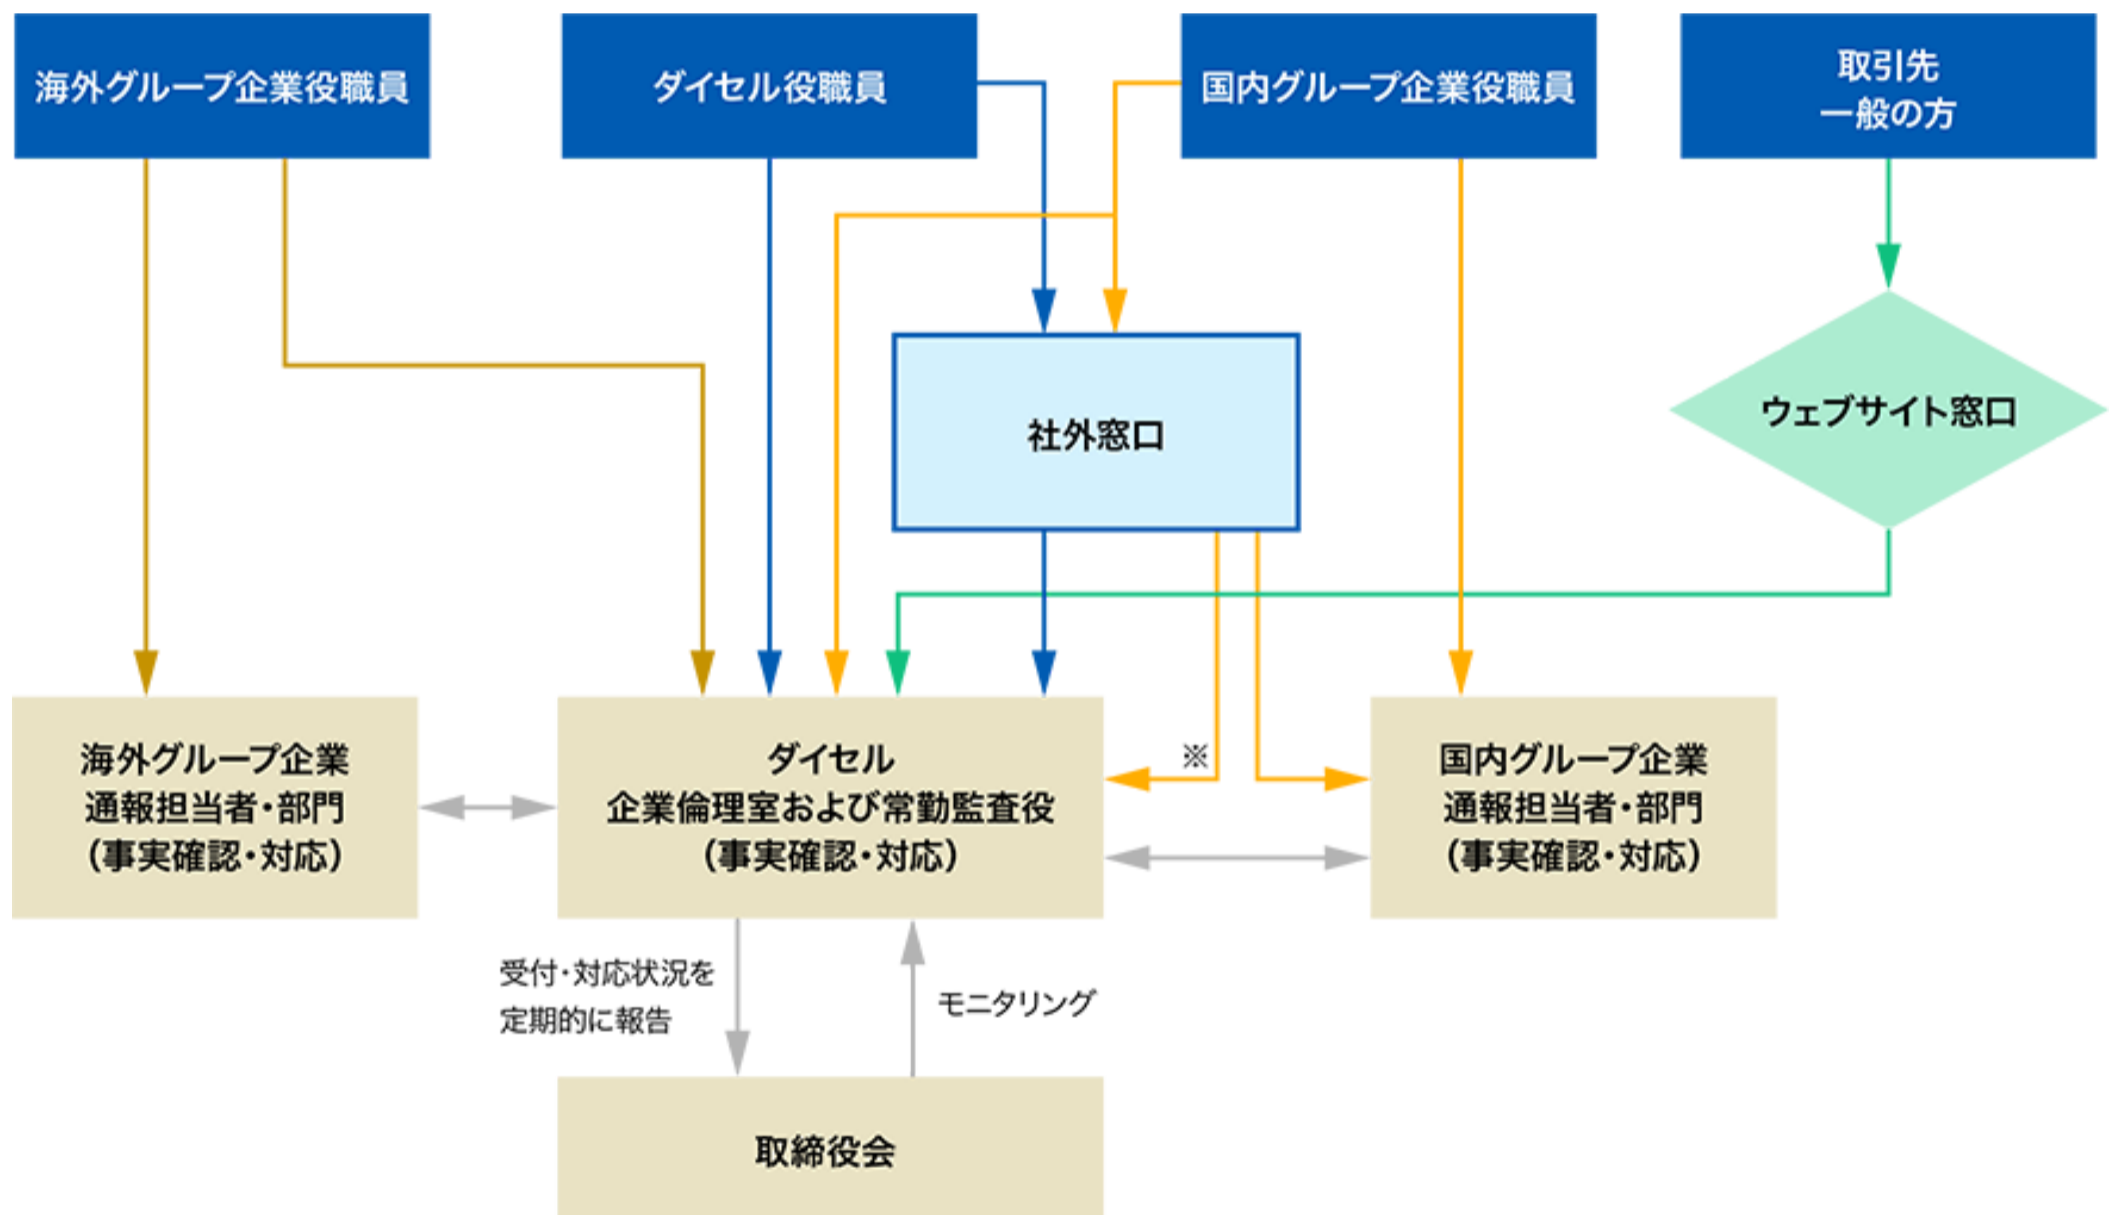 海外グループ企業役職員
ダイセル役職員
国内グループ企業役職員
取引先
一般の方
社外窓口
ウェブサイト窓口
海外グループ企業
通報担当者・部門
（事実確認・対応）
ダイセル
企業倫理室および常勤監査役
（事実確認・対応）
※
国内グループ企業
通報担当者・部門
（事実確認・対応）
受付・対応状況を
定期的に報告
モニタリング
取締役会